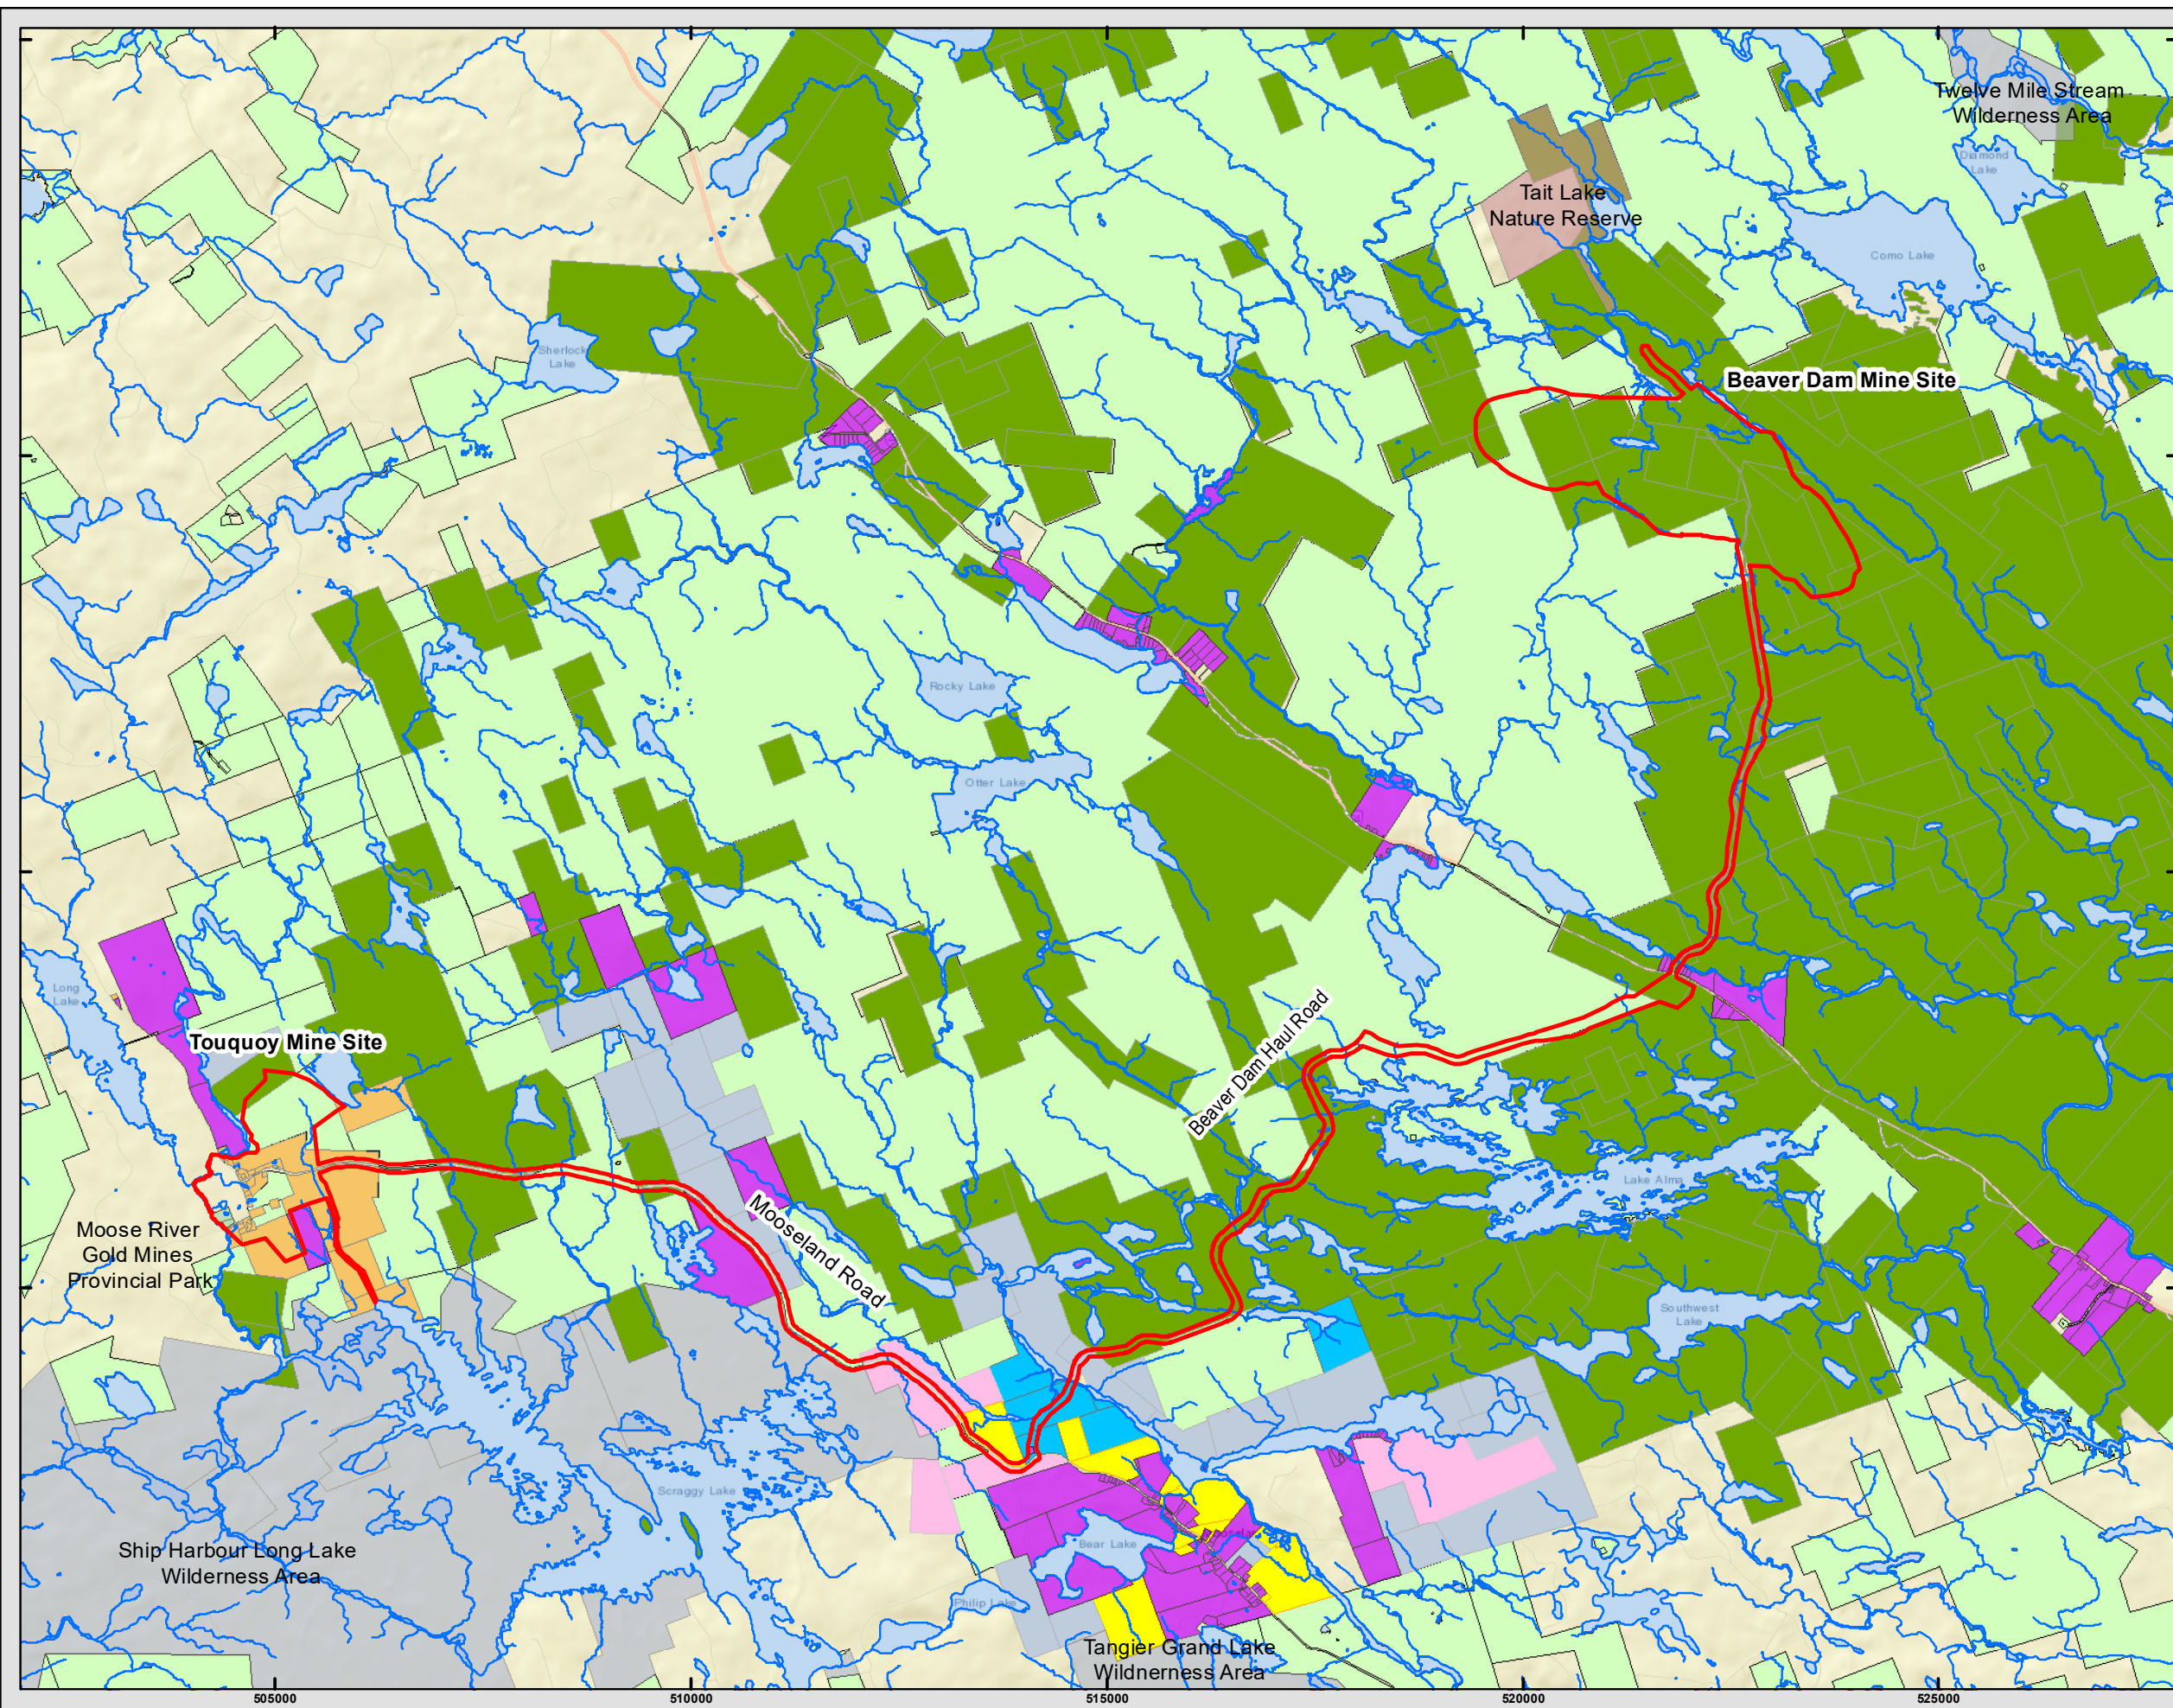 Twelve Mile Stream
Wilderness Area
Diamond
Lake
Tait Lake
Nature Reserve
Como Lake
Sherlock
Lake
Beaver Dam Mine Site
Rocky Lake
Otter Lake
Long
Lake
Touquoy Mine Site
Beaver Dam Haul Road
Lake Alma
Mooseland Road
Moose River
Gold Mines
Provincial Park
Southwest
Lake
Scraggy Lake
Bear Lake
Ship Harbour Long Lake
Wilderness Area
Philip Lake
Tangier Grand Lake
Wildnerness Area
505000
510000
515000
520000
525000